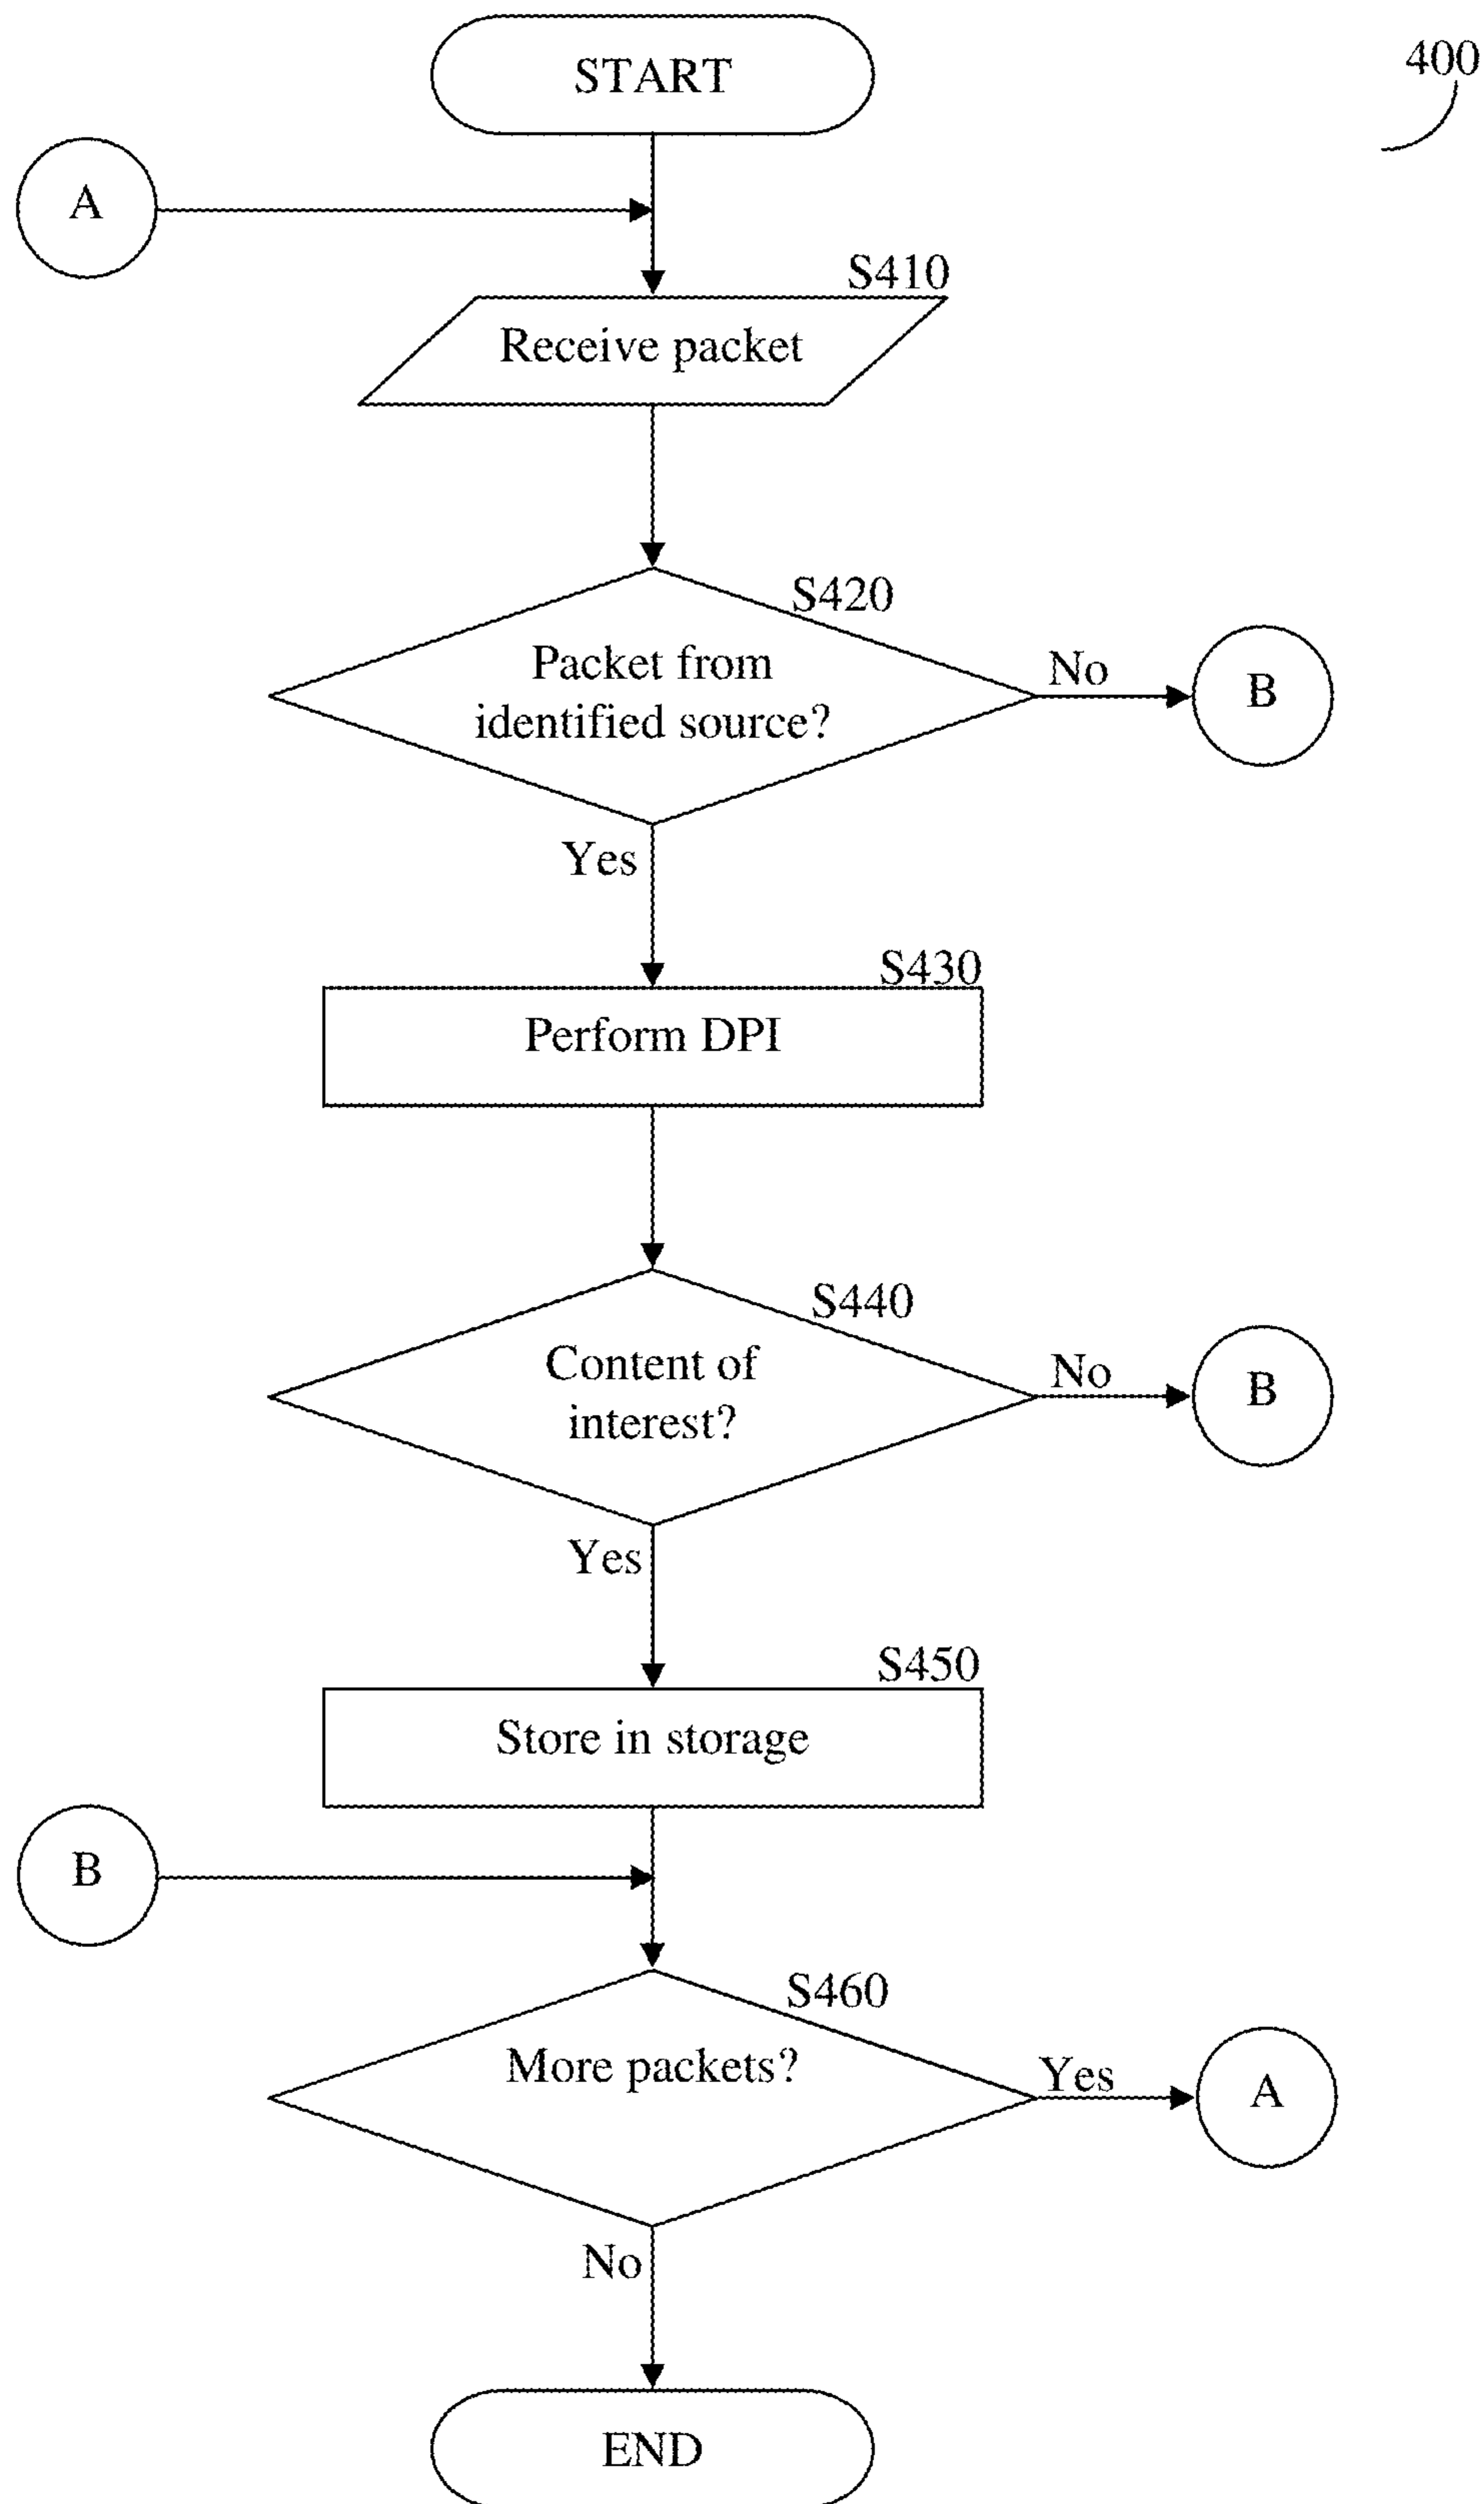 START
400
A
S410
Receive packet
S420
Packet from
identified source?
No
B
Yes
S430
Perform DPI
S440
Content of
interest?
No
B
Yes
S450
Store in storage
B
S460
More packets?
Yes
A
No
END